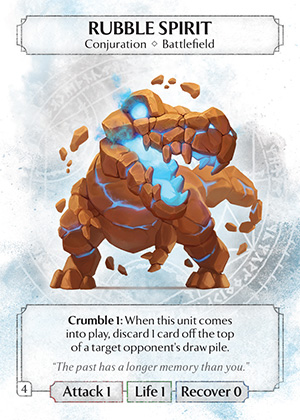 RUBBLE SPIRIT
Conjuration ⋄ Battlefield
Crumble 1: When this unit comes
into play, discard 1 card off the top
of a target opponent's draw pile.
"The past has a longer memory than you."
4 Attack 1 Life 1 Recover 0